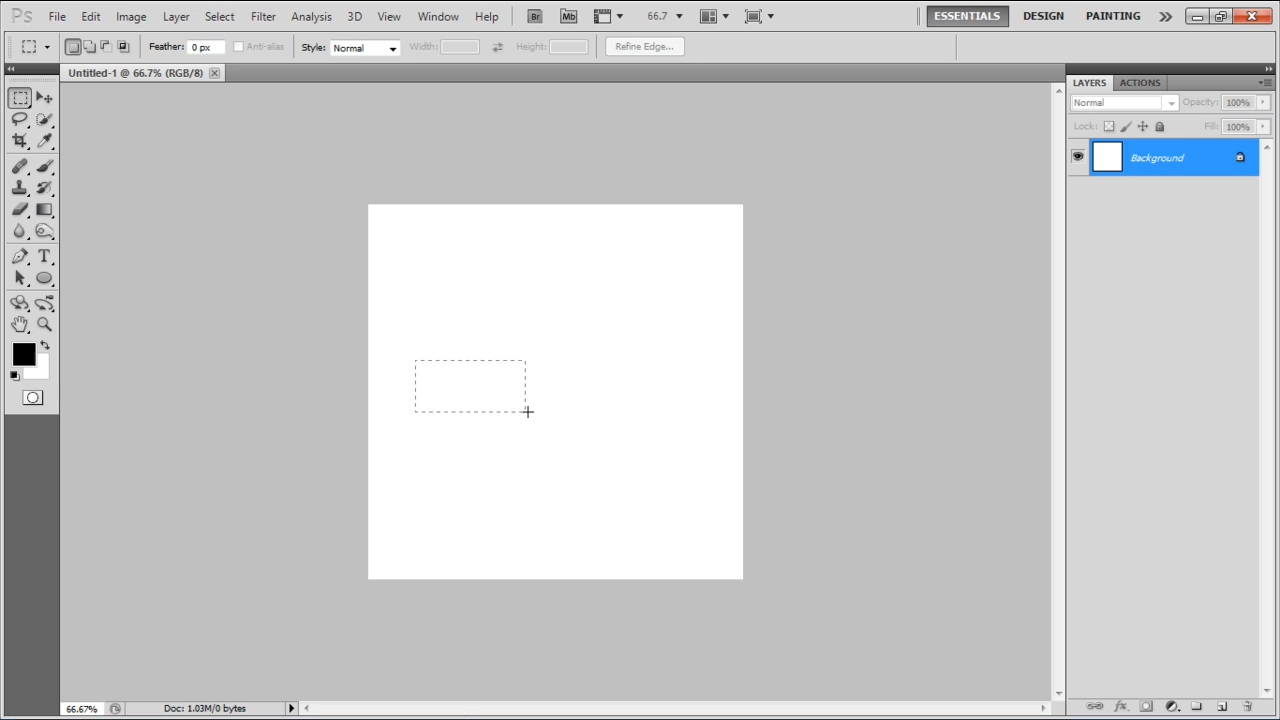 Ps File Edit Image Layer Select Filter Analysis 3D View Window Help Br Mb 66.7 ESSENTIALS DESIGN PAINTING
Feather: 0 px Anti-alias Style: Normal Width: Height: Refine Edge...
Untitled-1 @ 66.7% (RGB/8)
LAYERS ACTIONS
Normal Opacity: 100%
Lock: Fill: 100%
Background
T
66.67% Doc: 1.03M/0 bytes
fx